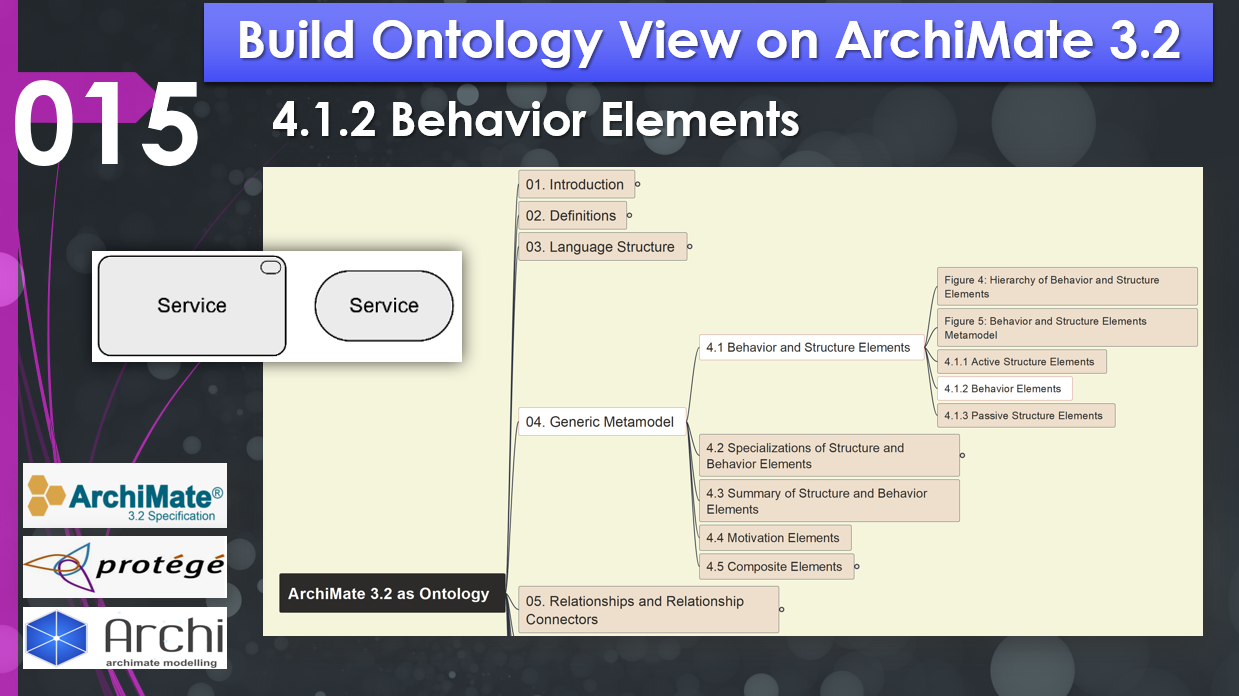 Build Ontology View on ArchiMate 3.2
015
4.1.2 Behavior Elements
01. Introduction
02. Definitions
03. Language Structure
Service
Service
Figure 4: Hierarchy of Behavior and Structure
Elements
Figure 5: Behavior and Structure Elements
Metamodel
4.1 Behavior and Structure Elements
4.1.1 Active Structure Elements
4.1.2 Behavior Elements
4.1.3 Passive Structure Elements
04. Generic Metamodel
4.2 Specializations of Structure and
Behavior Elements
4.3 Summary of Structure and Behavior
Elements
4.4 Motivation Elements
4.5 Composite Elements
ArchiMate 3.2 as Ontology
05. Relationships and Relationship
Connectors
ArchiMate®
3.2 Specification
protégé
Archi
archimate modelling